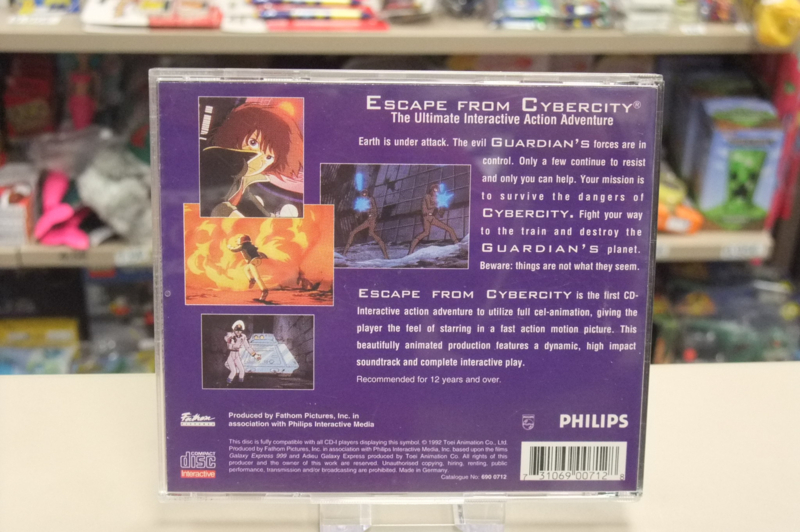 ESCAPE FROM CYBERCITY®
The Ultimate Interactive Action Adventure
Earth is under attack. The evil GUARDIAN'S forces are in
control. Only a few continue to resist
and only you can help. Your mission is
to survive the dangers of
CYBERCITY. Fight your way
to the train and destroy the
GUARDIAN'S planet.
Beware: things are not what they seem.
ESCAPE FROM CYBERCITY is the first CD-
Interactive action adventure to utilize full cel-animation, giving the
player the feel of starring in a fast action motion picture. This
beautifully animated production features a dynamic, high impact
soundtrack and complete interactive play.
Recommended for 12 years and over.
Fathom
Produced by Fathom Pictures, Inc. in
association with Philips Interactive Media
PHILIPS
COMPACT
disc
Interactive
This disc is fully compatible with all CD-I players displaying this symbol. © 1992 Toei Animation Co., Ltd.
Produced by Fathom Pictures, Inc. in association with Philips Interactive Media, Inc. based upon the films
Galaxy Express 999 and Adieu Galaxy Express produced by Toei Animation Co. All rights of this
producer and the owner of this work are reserved. Unauthorised copying, hiring, renting, public
performance, transmission and/or broadcasting are prohibited. Made in Germany.
Catalogue No. 690 0712
7 31069 00712 8